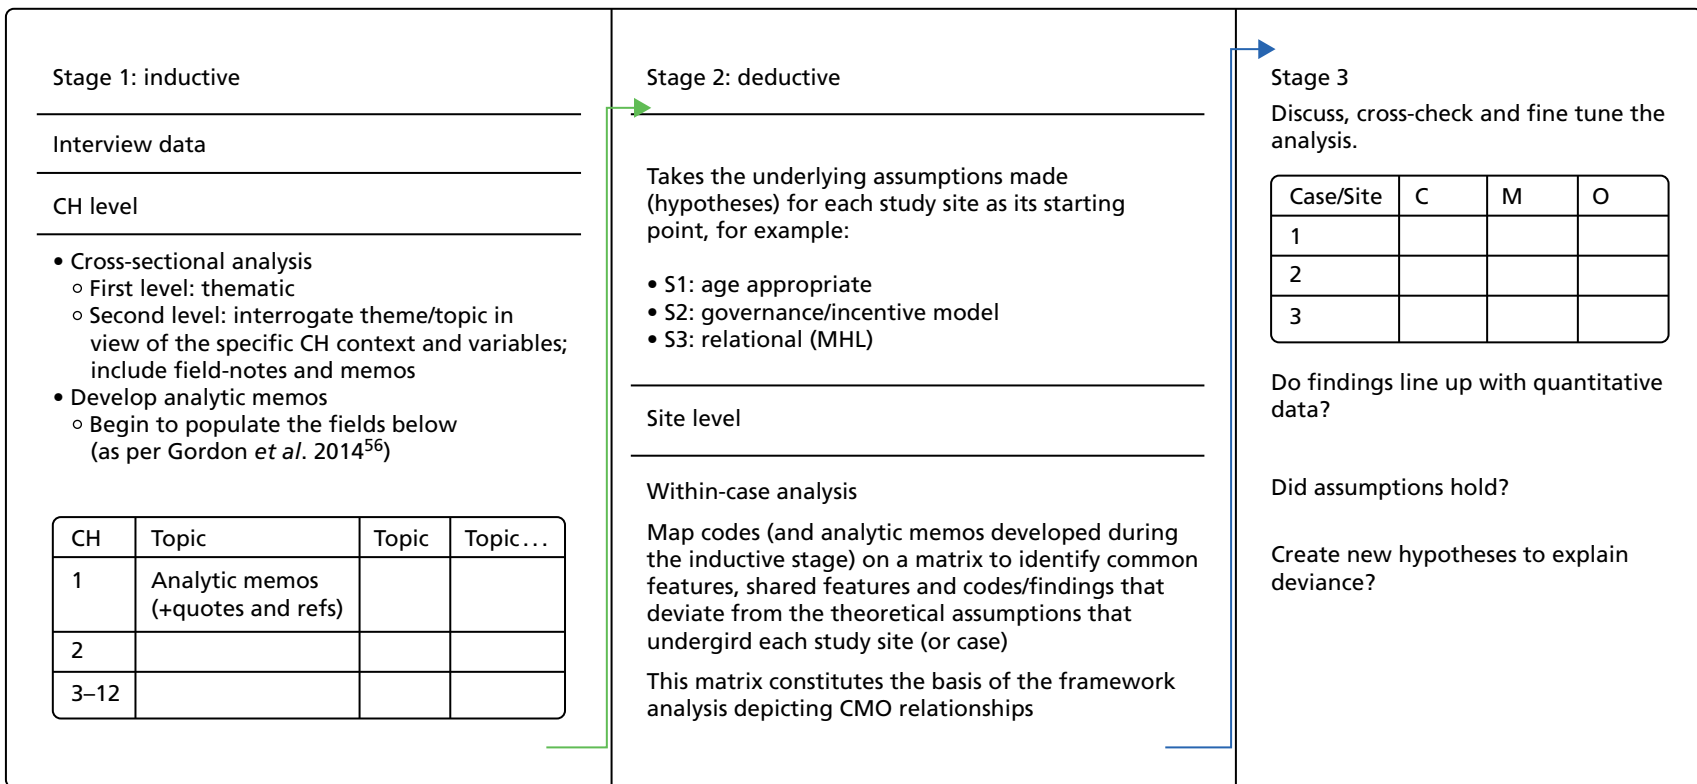 Stage 1: inductive
Interview data
CH level
• Cross-sectional analysis
○ First level: thematic
○ Second level: interrogate theme/topic in
view of the specific CH context and variables;
include field-notes and memos
• Develop analytic memos
○ Begin to populate the fields below
(as per Gordon et al. 2014⁵⁶)
CH Topic Topic Topic...
1 Analytic memos
(+quotes and refs)
2
3–12
Stage 2: deductive
Takes the underlying assumptions made
(hypotheses) for each study site as its starting
point, for example:
• S1: age appropriate
• S2: governance/incentive model
• S3: relational (MHL)
Site level
Within-case analysis
Map codes (and analytic memos developed during
the inductive stage) on a matrix to identify common
features, shared features and codes/findings that
deviate from the theoretical assumptions that
undergird each study site (or case)
This matrix constitutes the basis of the framework
analysis depicting CMO relationships
Stage 3
Discuss, cross-check and fine tune the
analysis.
Case/Site C M O
1
2
3
Do findings line up with quantitative
data?
Did assumptions hold?
Create new hypotheses to explain
deviance?